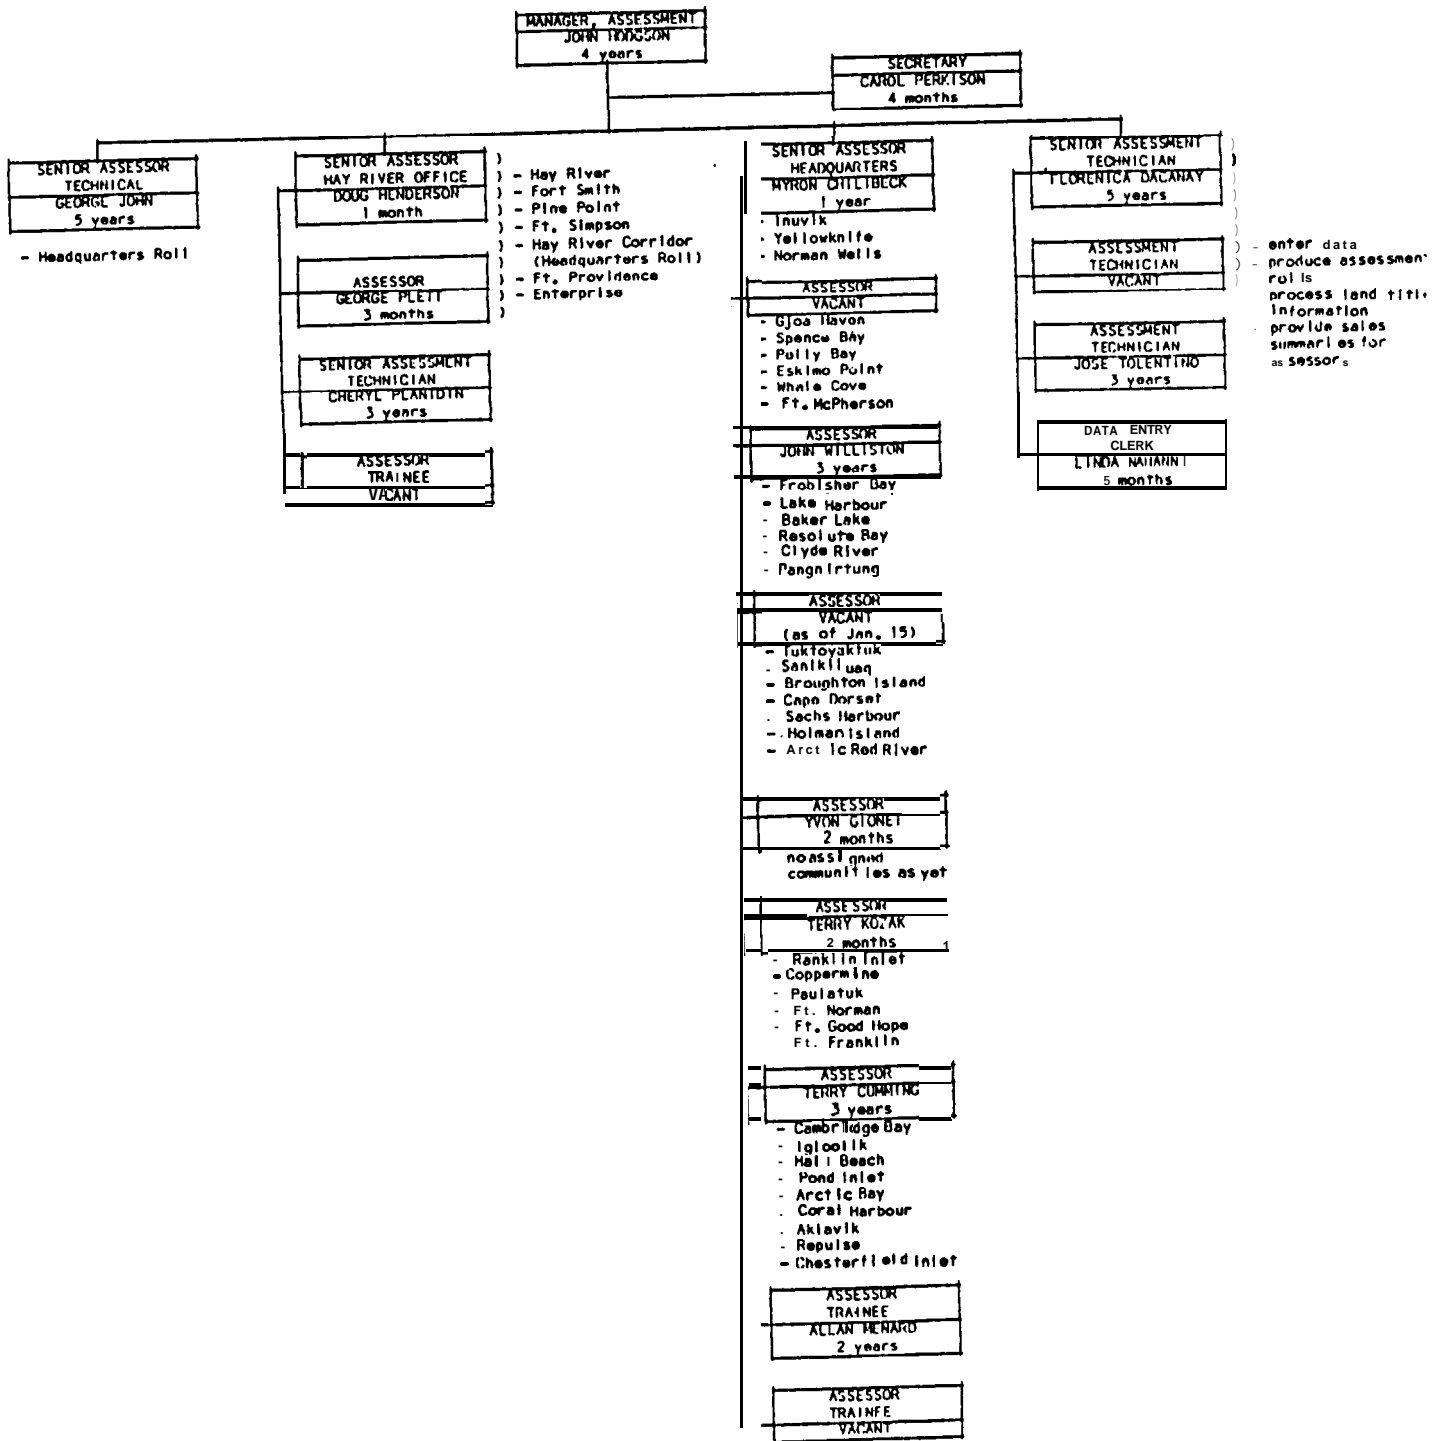 MANAGER, ASSESSMENT
JOHN HODGSON
4 years
SECRETARY
CAROL PERKISON
4 months
SENIOR ASSESSOR
TECHNICAL
GEORGE JOHN
5 years
- Headquarters Roll
SENIOR ASSESSOR
HAY RIVER OFFICE
DOUG HENDERSON
1 month
ASSESSOR
GEORGE PLETT
3 months
SENIOR ASSESSMENT
TECHNICIAN
CHERYL PLANIDIN
3 years
ASSESSOR
TRAINEE
VACANT
- Hay River
- Fort Smith
- Pine Point
- Ft. Simpson
- Hay River Corridor
(Headquarters Roll)
- Ft. Providence
- Enterprise
SENIOR ASSESSOR
HEADQUARTERS
MYRON CHILIBECK
1 year
- Inuvik
- Yellowknife
- Norman Wells
ASSESSOR
VACANT
- Gjoa Haven
- Spence Bay
- Pelly Bay
- Eskimo Point
- Whale Cove
- Ft. McPherson
ASSESSOR
JOHN WILLISTON
3 years
- Frobisher Bay
- Lake Harbour
- Baker Lake
- Resolute Bay
- Clyde River
- Pangnirtung
ASSESSOR
VACANT
(as of Jan. 15)
- Tuktoyaktuk
- Sanikiluaq
- Broughton Island
- Cape Dorset
. Sachs Harbour
- Holman Island
- Arctic Red River
ASSESSOR
YVON GIONET
2 months
no assigned
communities as yet
ASSESSOR
TERRY KOZAK
2 months
- Ranklin Inlet
- Coppermine
- Paulatuk
- Ft. Norman
- Ft. Good Hope
Ft. Franklin
ASSESSOR
TERRY CUMMING
3 years
- Cambridge Bay
- Igloolik
- Hall Beach
- Pond Inlet
- Arctic Bay
. Coral Harbour
. Aklavik
- Repulse
- Chesterfield Inlet
ASSESSOR
TRAINEE
ALLAN MENARD
2 years
ASSESSOR
TRAINEE
VACANT
SENIOR ASSESSMENT
TECHNICIAN
FLORENICA DACANAY
5 years
ASSESSMENT
TECHNICIAN
VACANT
ASSESSMENT
TECHNICIAN
JOSE TOLENTINO
3 years
DATA ENTRY
CLERK
LINDA NAHANNI
5 months
- enter data
- produce assessment
rolls
process land title
information
- provide sales
summaries for
assessors